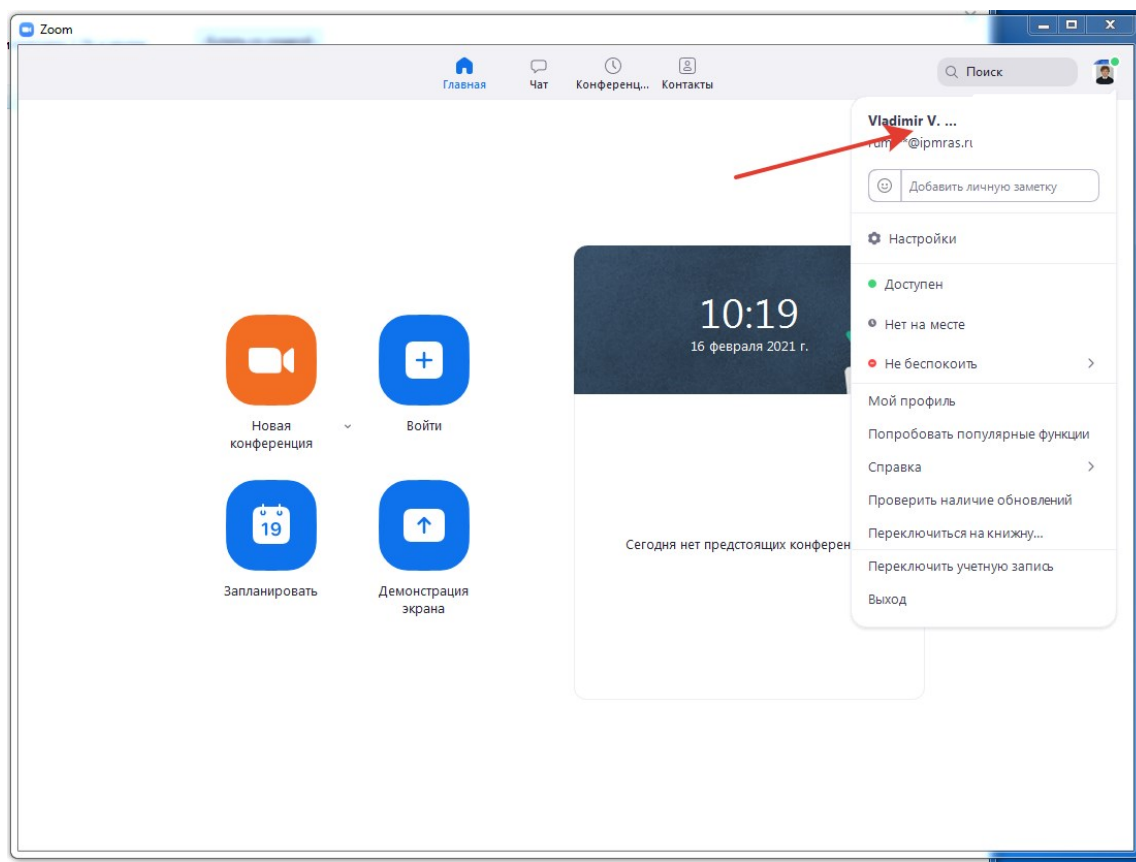 Zoom
Главная
Чат
Конференц...
Контакты
Поиск
Vladimir V. ...
@ipmras.ru
Добавить личную заметку
Настройки
Доступен
Нет на месте
Не беспокоить
Мой профиль
Попробовать популярные функции
Справка
Проверить наличие обновлений
Переключиться на книжну...
Переключить учетную запись
Выход
10:19
16 февраля 2021 г.
Сегодня нет предстоящих конферен
Новая
конференция
Войти
19
Запланировать
Демонстрация
экрана